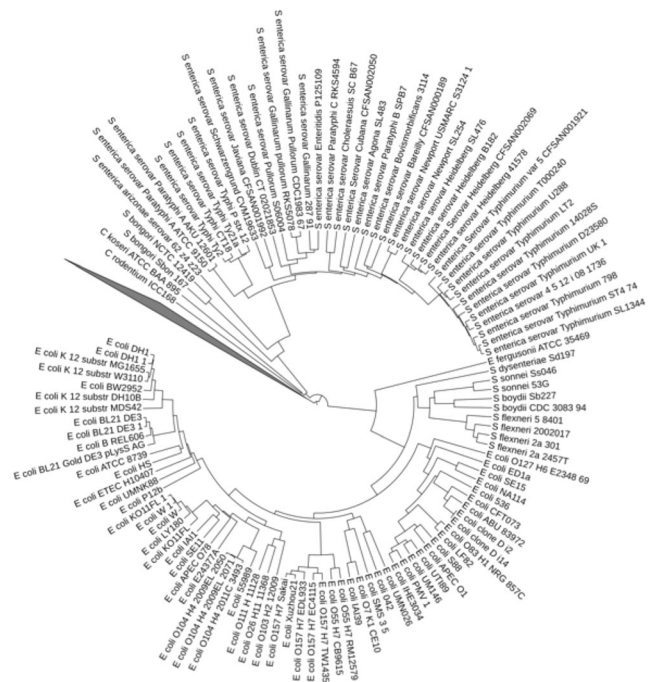 C rodentium ICC168
C koseri ATCC BAA 895
S bongori Sbon 167
S bongori NCTC 12419
S enterica arizonae serovar 62 z4 z23
S enterica serovar Paratyphi A ATCC 9150
S enterica serovar Paratyphi A AKU 12601
S enterica serovar Typhi Ty2
S enterica serovar Typhi Ty21a
S enterica serovar Typhi P stx 12
S enterica serovar Schwarzengrund CVM19633
S enterica serovar Javiana CFSAN001992
S enterica serovar Dublin CT 02021853
S enterica serovar Pullorum S06004
S enterica serovar Gallinarum pullorum RKS5078
S enterica serovar Gallinarum Pullorum CDC1983 67
S enterica serovar Gallinarum 287 91
S enterica serovar Enteritidis P125109
S enterica serovar Paratyphi C RKS4594
S enterica serovar Choleraesuis SC B67
S enterica Serovar Cubana CFSAN002050
S enterica serovar Agona SL483
S enterica serovar Paratyphi B SPB7
S enterica serovar Bovismorbificans 3114
S enterica serovar Bareilly CFSAN000189
S enterica serovar Newport USMARC S3124 1
S enterica serovar Newport SL254
S enterica serovar Heidelberg SL476
S enterica serovar Heidelberg B182
S enterica Serovar Heidelberg CFSAN002069
S enterica serovar Heidelberg 41578
S enterica serovar Typhimurium var 5 CFSAN001921
S enterica Serovar Typhimurium T000240
S enterica serovar Typhimurium U288
S enterica serovar Typhimurium LT2
S enterica serovar Typhimurium 14028S
S enterica serovar Typhimurium D23580
S enterica serovar Typhimurium UK 1
S enterica serovar 4 5 12 i 08 1736
S enterica serovar Typhimurium 798
S enterica serovar Typhimurium ST4 74
S enterica serovar Typhimurium SL1344
E fergusonii ATCC 35469
S dysenteriae Sd197
S sonnei Ss046
S sonnei 53G
S boydii Sb227
S boydii CDC 3083 94
S flexneri 5 8401
S flexneri 2002017
S flexneri 2a 301
S flexneri 2a 2457T
E coli O127 H6 E2348 69
E coli ED1a
E coli SE15
E coli NA114
E coli 536
E coli CFT073
E coli ABU 83972
E coli clone D i2
E coli clone D i14
E coli O83 H1 NRG 857C
E coli LF82
E coli S88
E coli APEC O1
E coli UTI89
E coli UM146
E coli IHE3034
E coli PMV 1
E coli UMN026
E coli 042
E coli SMS 3 5
E coli O7 K1 CE10
E coli IAI39
E coli O55 H7 RM12579
E coli O55 H7 CB9615
E coli O157 H7 TW14359
E coli O157 H7 EC4115
E coli O157 H7 EDL933
E coli Xuzhou21
E coli O157 H7 Sakai
E coli O103 H2 12009
E coli O26 H11 11368
E coli O111 H 11128
E coli 55989
E coli O104 H4 2011C 3493
E coli O104 H4 2009EL 2071
E coli O104 H4 2009EL 2050
E coli E24377A
E coli APEC O78
E coli SE11
E coli IAI1
E coli KO11FL
E coli LY180
E coli W
E coli W 1
E coli KO11FL 1
E coli P12b
E coli UMNK88
E coli ETEC H10407
E coli HS
E coli ATCC 8739
E coli BL21 Gold DE3 pLysS AG
E coli B REL606
E coli BL21 DE3 1
E coli BL21 DE3
E coli K 12 substr MDS42
E coli K 12 substr DH10B
E coli BW2952
E coli K 12 substr W3110
E coli K 12 substr MG1655
E coli DH1 1
E coli DH1